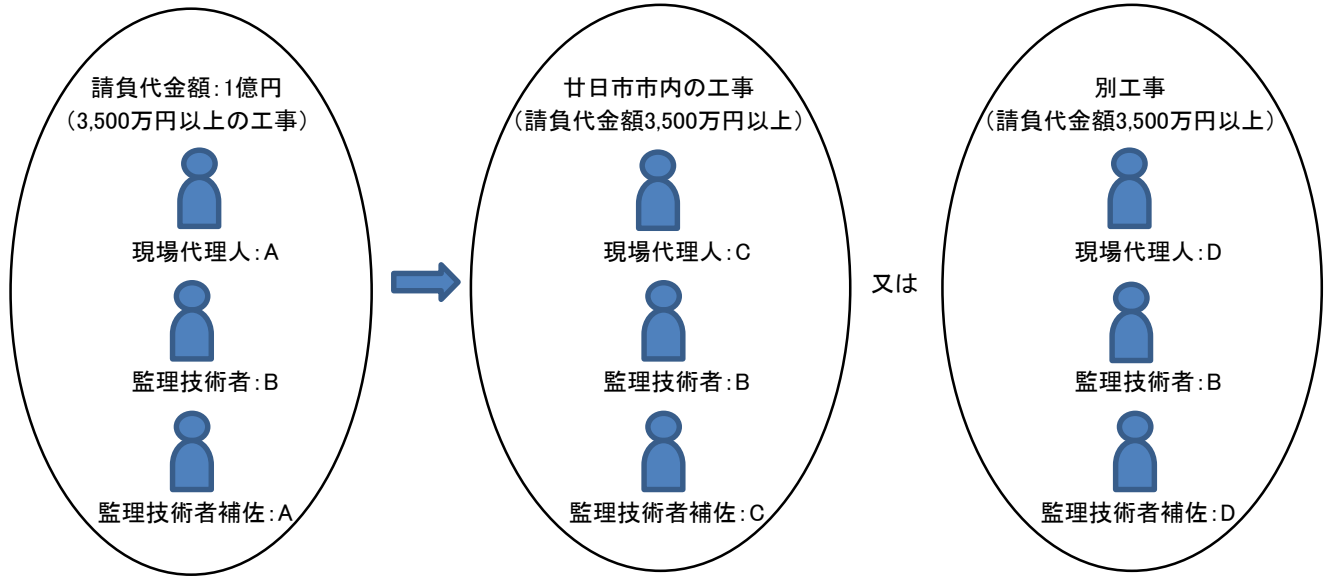 請負代金額：1億円
（3,500万円以上の工事）
現場代理人：A
監理技術者：B
監理技術者補佐：A
廿日市市内の工事
（請負代金額3,500万円以上）
現場代理人：C
監理技術者：B
監理技術者補佐：C
又は
別工事
（請負代金額3,500万円以上）
現場代理人：D
監理技術者：B
監理技術者補佐：D